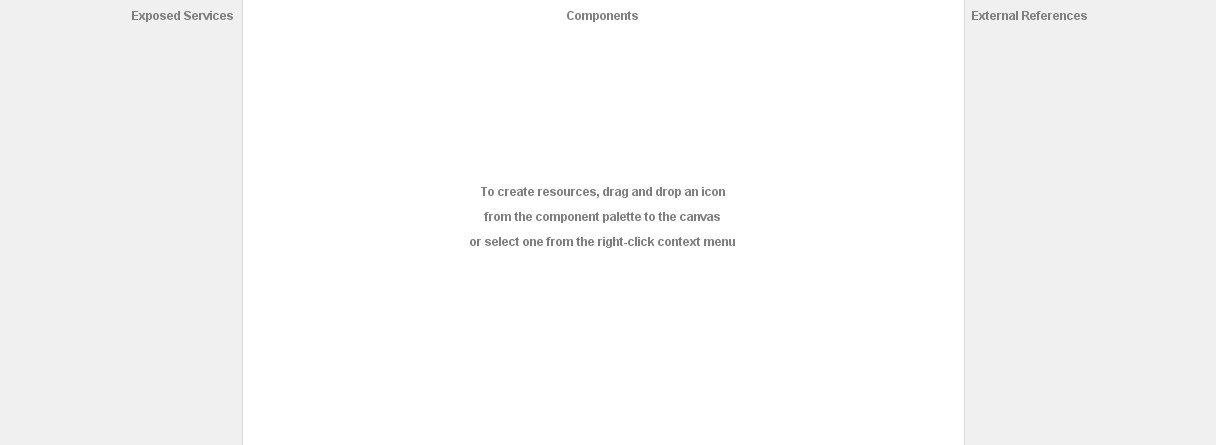 Exposed Services
Components
External References
To create resources, drag and drop an icon
from the component palette to the canvas
or select one from the right-click context menu